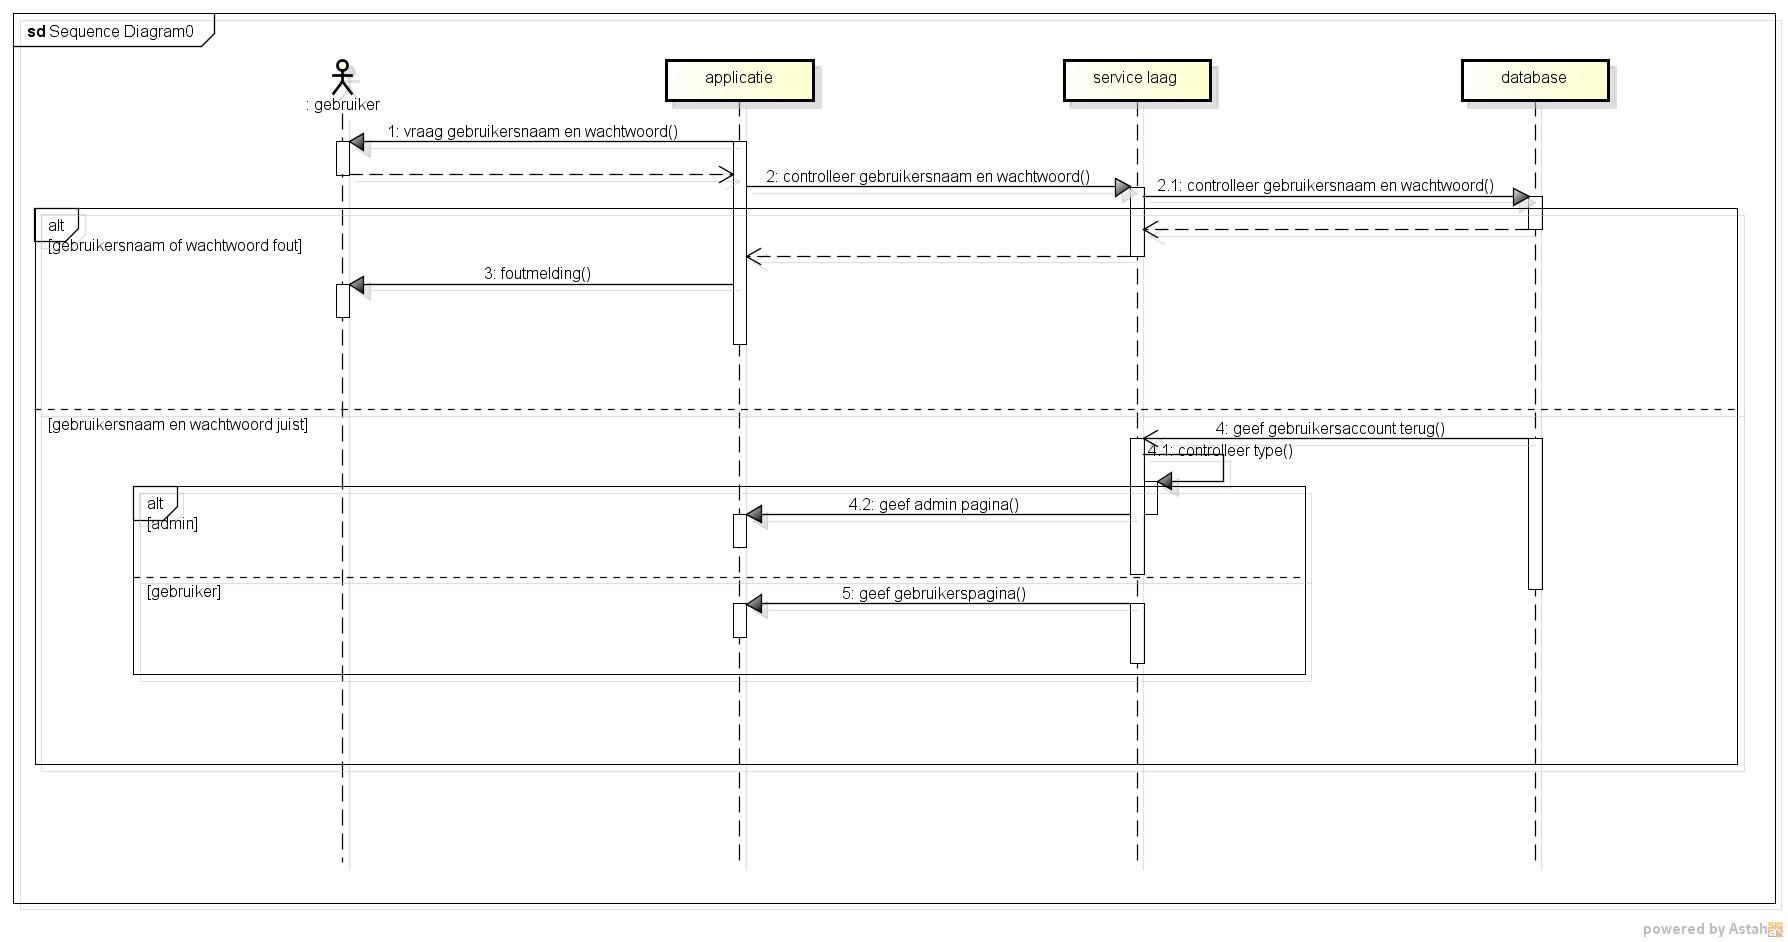 sd Sequence Diagram0
: gebruiker
applicatie
service laag
database
1: vraag gebruikersnaam en wachtwoord()
2: controlleer gebruikersnaam en wachtwoord()
2.1: controlleer gebruikersnaam en wachtwoord()
alt
[gebruikersnaam of wachtwoord fout]
3: foutmelding()
[gebruikersnaam en wachtwoord juist]
4: geef gebruikersaccount terug()
4.1: controlleer type()
alt
[admin]
4.2: geef admin pagina()
[gebruiker]
5: geef gebruikerspagina()
powered by Astah